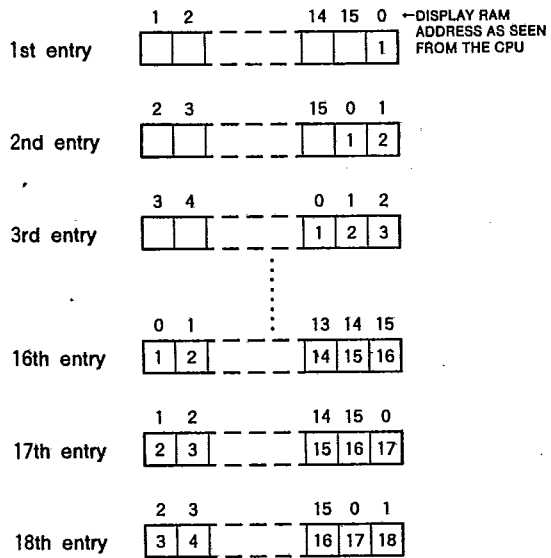 1 2 14 15 0 ←DISPLAY RAM
ADDRESS AS SEEN
FROM THE CPU
1st entry 1
2 3 15 0 1
2nd entry 1 2
3 4 0 1 2
3rd entry 1 2 3
0 1 13 14 15
16th entry 1 2 14 15 16
1 2 14 15 0
17th entry 2 3 15 16 17
2 3 15 0 1
18th entry 3 4 16 17 18